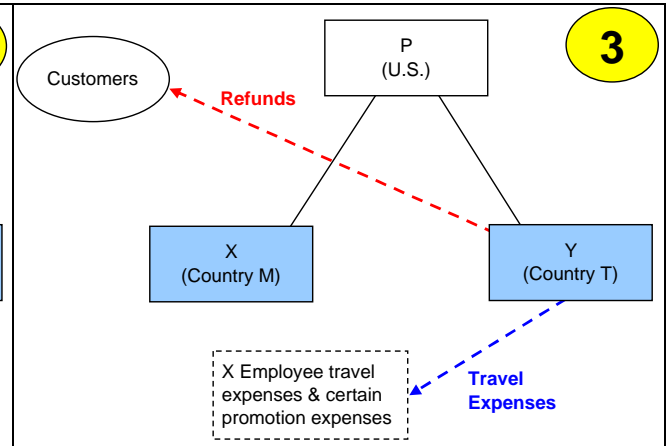 P
(U.S.)
3
Customers
Refunds
X
(Country M)
Y
(Country T)
X Employee travel
expenses & certain
promotion expenses
Travel
Expenses